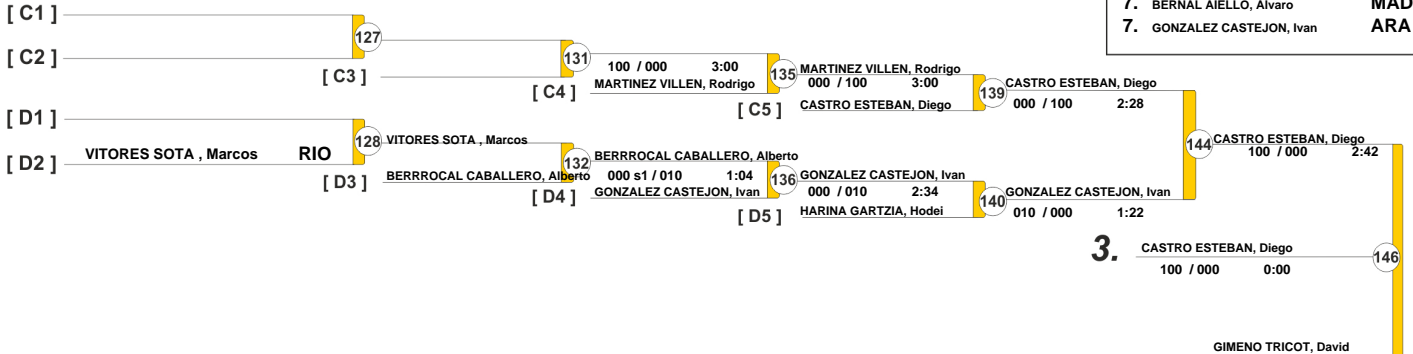 7. BERNAL AIELLO, Alvaro MAD
7. GONZALEZ CASTEJON, Ivan ARA
[ C1 ]
127
[ C2 ]
[ C3 ]
131
100 / 000 3:00
MARTINEZ VILLEN, Rodrigo
[ C4 ]
135
MARTINEZ VILLEN, Rodrigo
000 / 100 3:00
CASTRO ESTEBAN, Diego
[ C5 ]
139
CASTRO ESTEBAN, Diego
000 / 100 2:28
[ D1 ]
128
[ D2 ]
VITORES SOTA , Marcos RIO
VITORES SOTA , Marcos
[ D3 ]
BERRROCAL CABALLERO, Alberto
132
BERRROCAL CABALLERO, Alberto
000 s1 / 010 1:04
GONZALEZ CASTEJON, Ivan
[ D4 ]
136
GONZALEZ CASTEJON, Ivan
000 / 010 2:34
HARINA GARTZIA, Hodei
[ D5 ]
140
GONZALEZ CASTEJON, Ivan
010 / 000 1:22
144
CASTRO ESTEBAN, Diego
100 / 000 2:42
3.
CASTRO ESTEBAN, Diego
100 / 000 0:00
146
GIMENO TRICOT, David